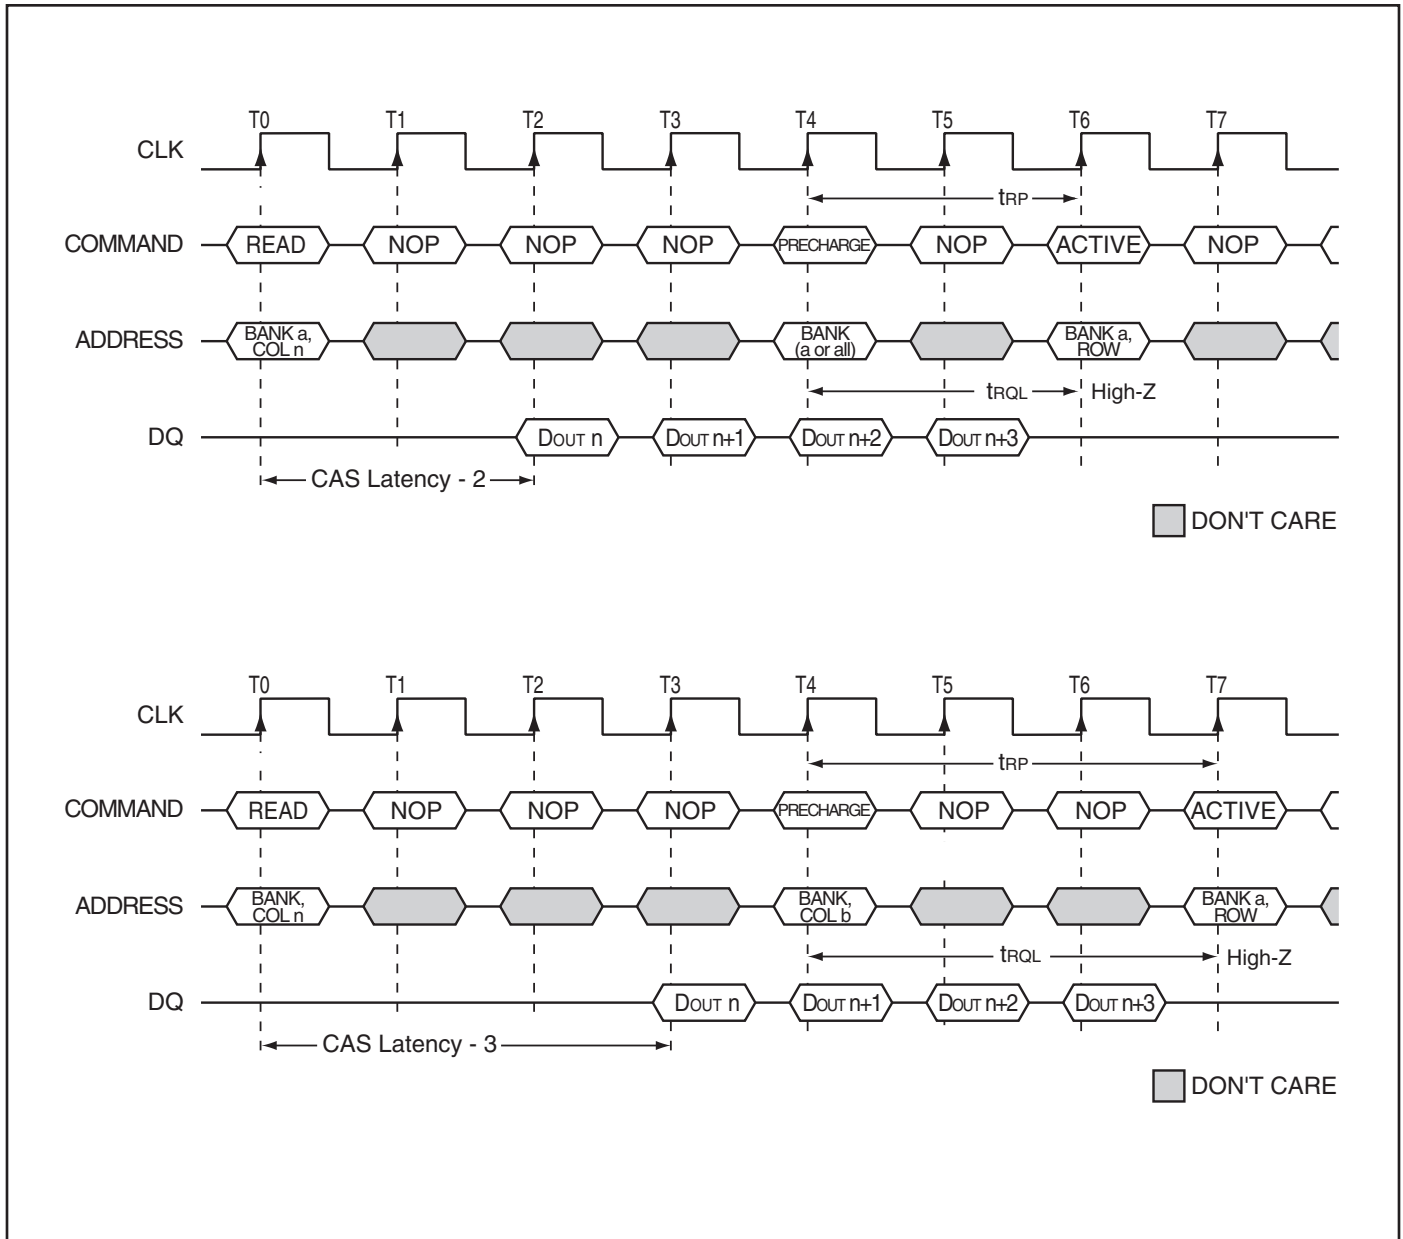 T0 T1 T2 T3 T4 T5 T6 T7
CLK
tRP
COMMAND READ NOP NOP NOP PRECHARGE NOP ACTIVE NOP
ADDRESS BANK a, COL n BANK (a or all) BANK a, ROW
tRQL High-Z
DQ DOUT n DOUT n+1 DOUT n+2 DOUT n+3
CAS Latency - 2
DON'T CARE
T0 T1 T2 T3 T4 T5 T6 T7
CLK
tRP
COMMAND READ NOP NOP NOP PRECHARGE NOP NOP ACTIVE
ADDRESS BANK, COL n BANK, COL b BANK a, ROW
tRQL High-Z
DQ DOUT n DOUT n+1 DOUT n+2 DOUT n+3
CAS Latency - 3
DON'T CARE